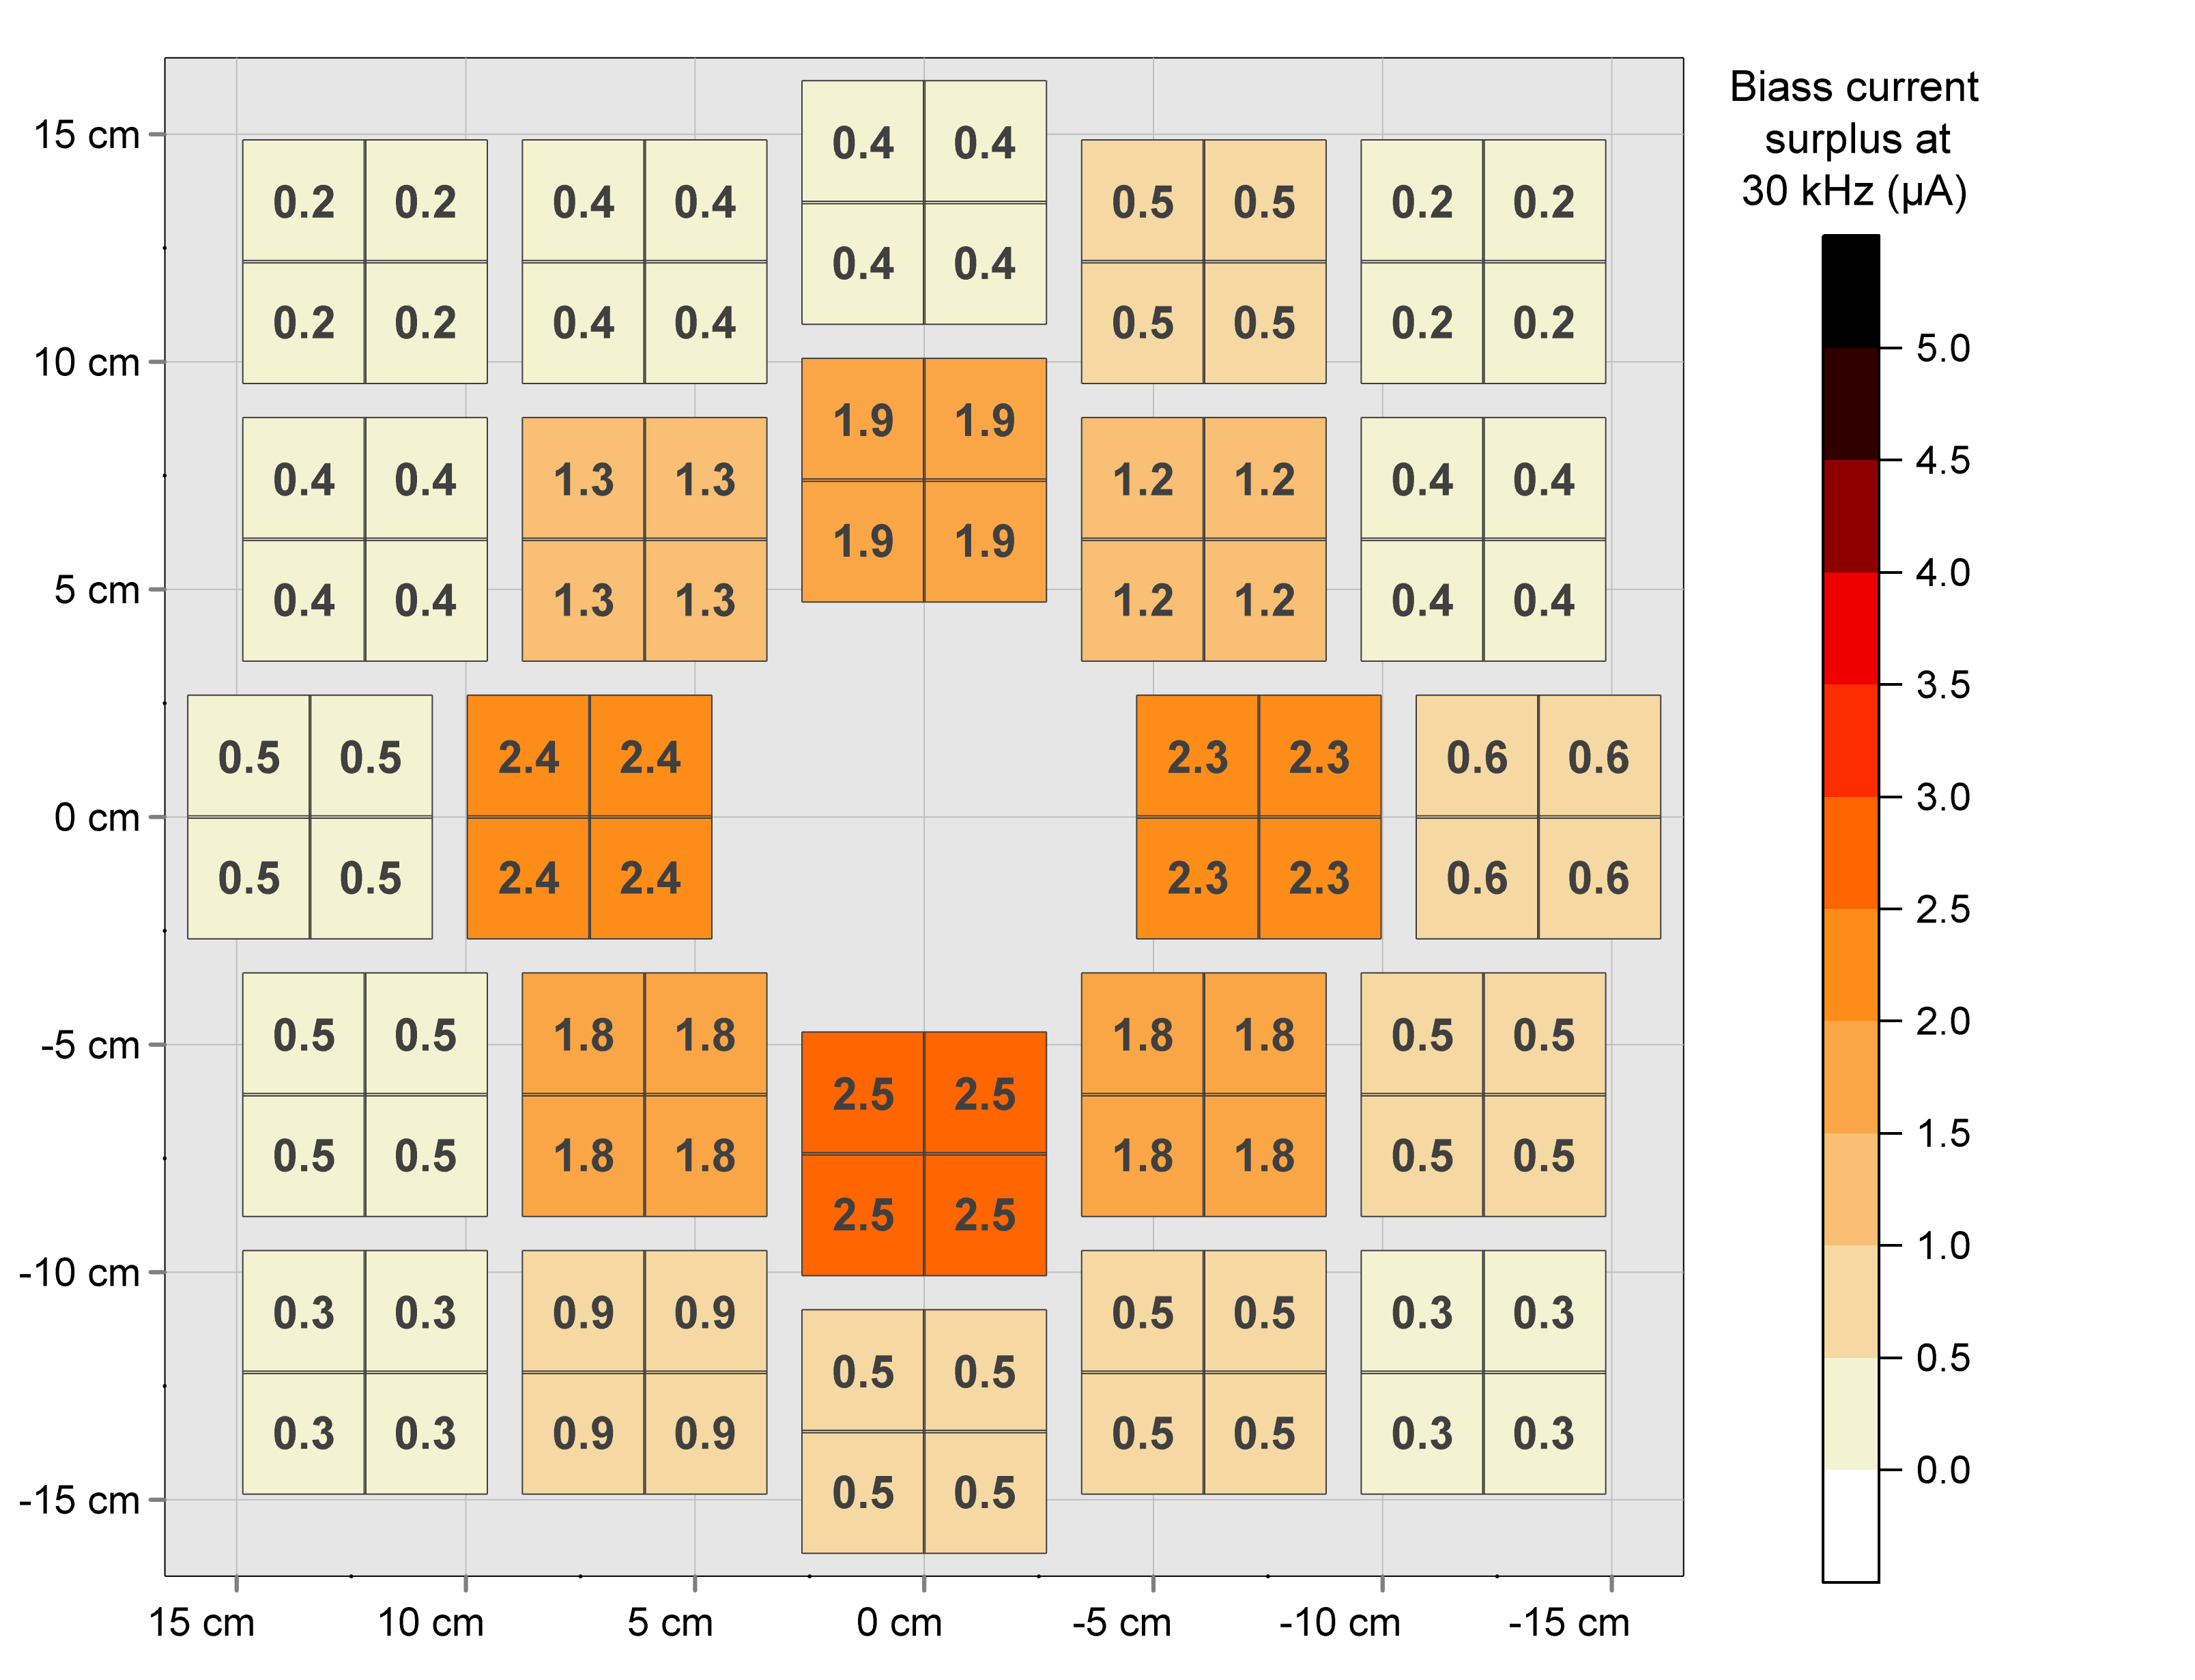 Biass current
surplus at
30 kHz (µA)
15 cm
0.4 0.4
0.2 0.2 0.4 0.4 0.5 0.5 0.2 0.2
0.4 0.4
0.2 0.2 0.4 0.4 0.5 0.5 0.2 0.2
10 cm
1.9 1.9
0.4 0.4 1.3 1.3 1.2 1.2 0.4 0.4
1.9 1.9
5 cm
0.4 0.4 1.3 1.3 1.2 1.2 0.4 0.4
0.5 0.5 2.4 2.4 2.3 2.3 0.6 0.6
0 cm
0.5 0.5 2.4 2.4 2.3 2.3 0.6 0.6
0.5 0.5 1.8 1.8 1.8 1.8 0.5 0.5
-5 cm
2.5 2.5
0.5 0.5 1.8 1.8 1.8 1.8 0.5 0.5
2.5 2.5
-10 cm
0.3 0.3 0.9 0.9 0.5 0.5 0.3 0.3
0.5 0.5
0.3 0.3 0.9 0.9 0.5 0.5 0.3 0.3
0.5 0.5
-15 cm
15 cm 10 cm 5 cm 0 cm -5 cm -10 cm -15 cm
5.0
4.5
4.0
3.5
3.0
2.5
2.0
1.5
1.0
0.5
0.0